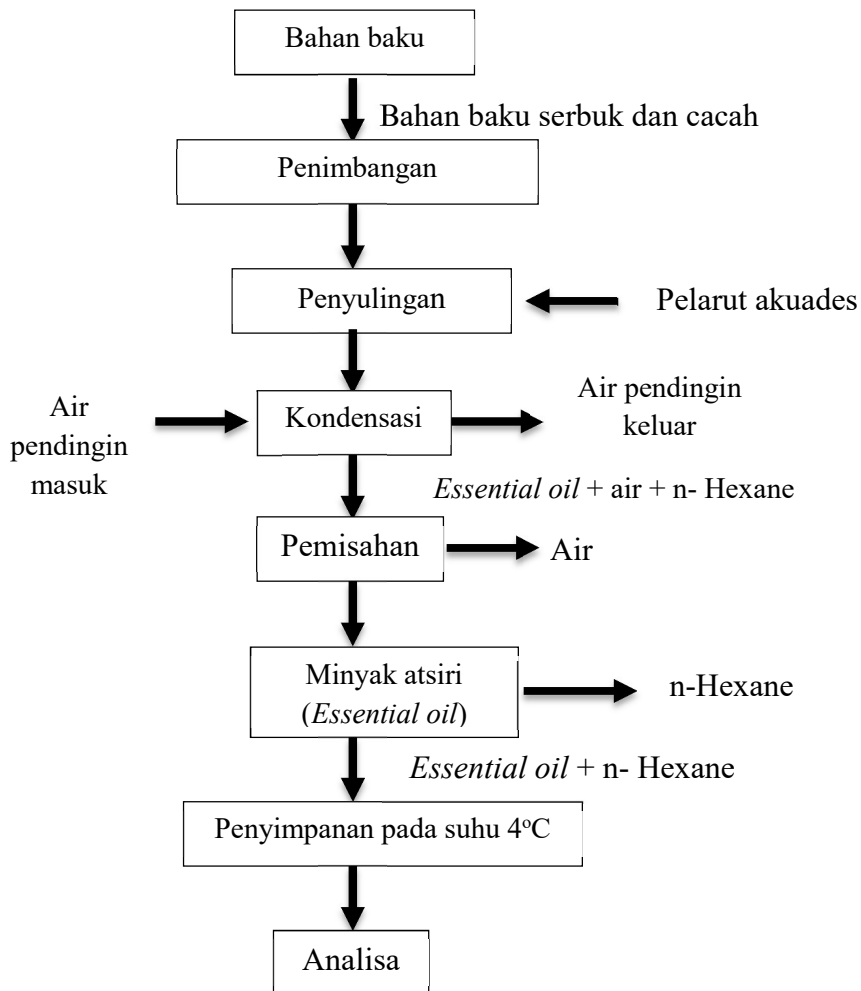 Bahan baku
Bahan baku serbuk dan cacah
Penimbangan
Penyulingan
Pelarut akuades
Air
pendingin
masuk
Kondensasi
Air pendingin
keluar
Essential oil + air + n- Hexane
Pemisahan
Air
Minyak atsiri
(Essential oil)
n-Hexane
Essential oil + n- Hexane
Penyimpanan pada suhu 4°C
Analisa